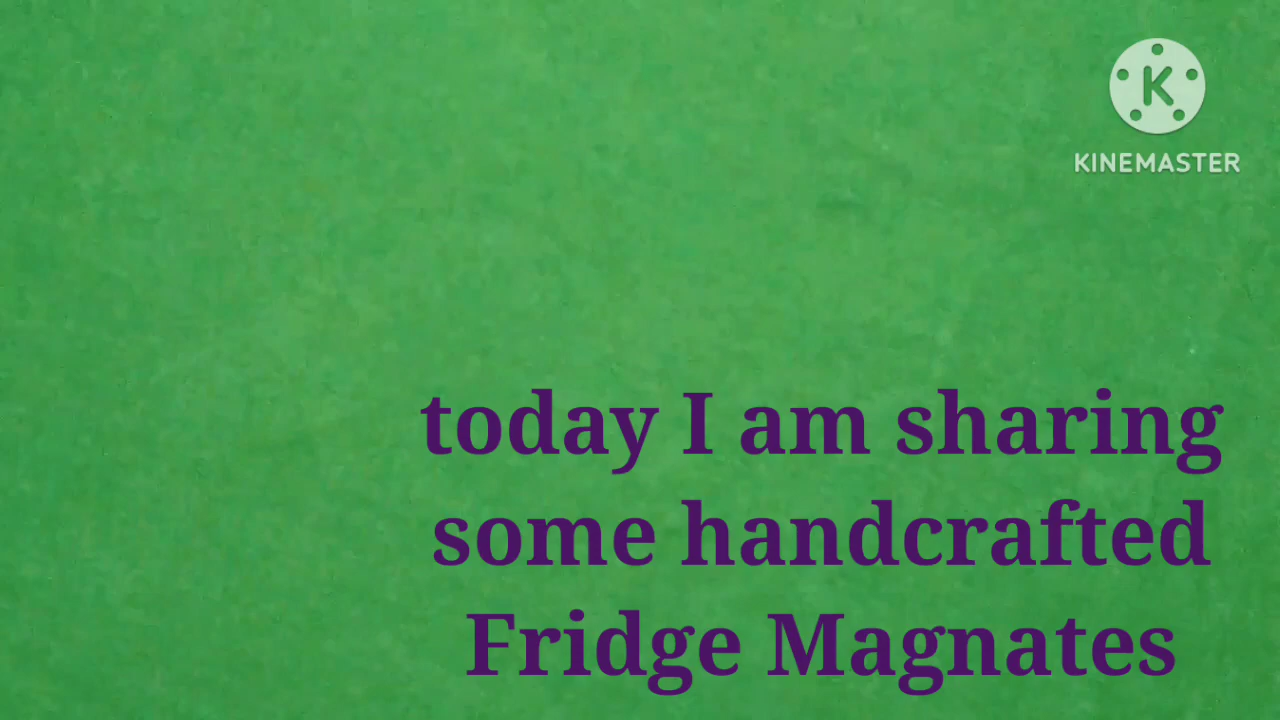 K
KINEMASTER
today I am sharing
some handcrafted
Fridge Magnates